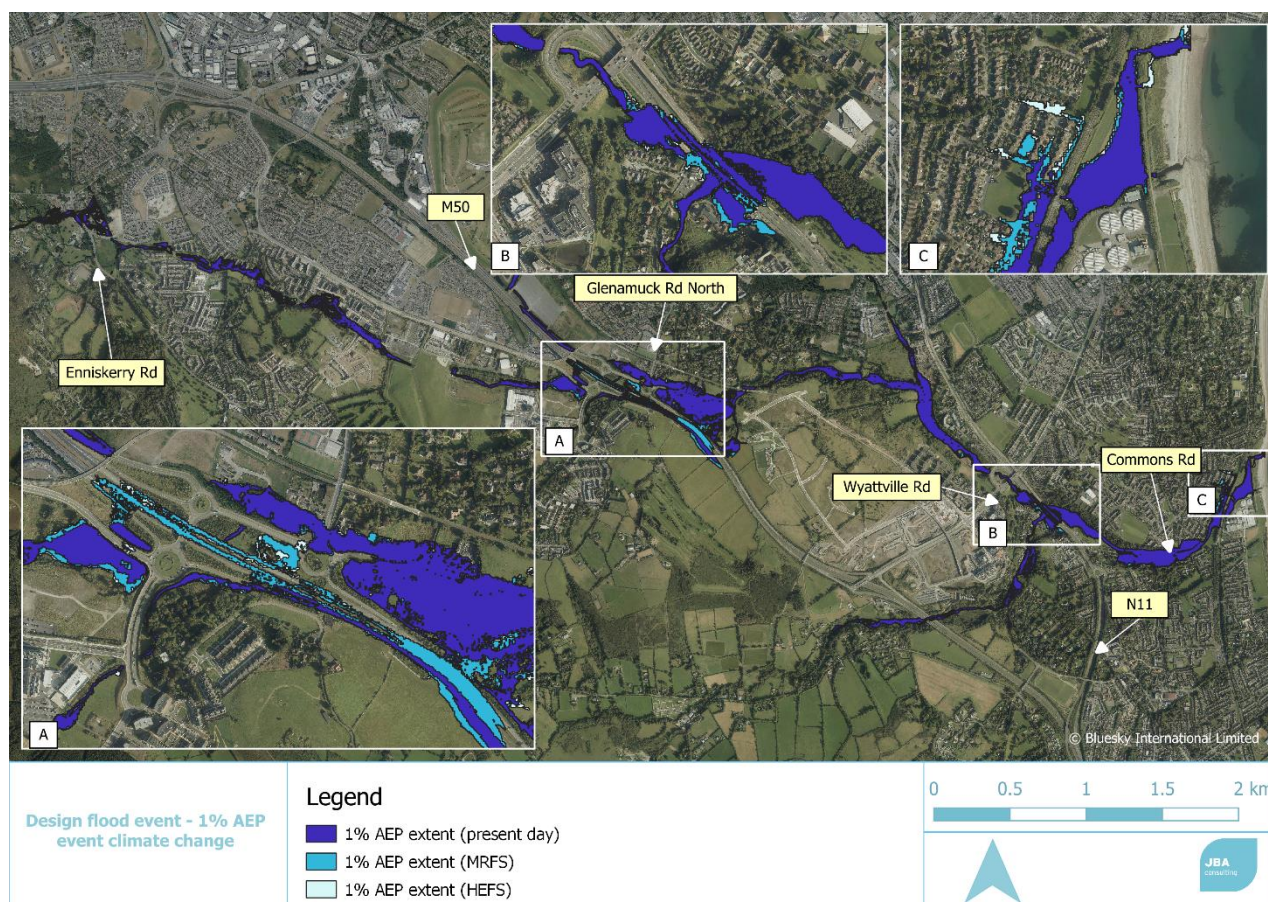 M50
B
C
Glenamuck Rd North
Enniskerry Rd
A
Commons Rd
Wyattville Rd
C
B
N11
A
© Bluesky International Limited
Design flood event - 1% AEP
event climate change
Legend
1% AEP extent (present day)
1% AEP extent (MRFS)
1% AEP extent (HEFS)
0 0.5 1 1.5 2 km
JBA
consulting